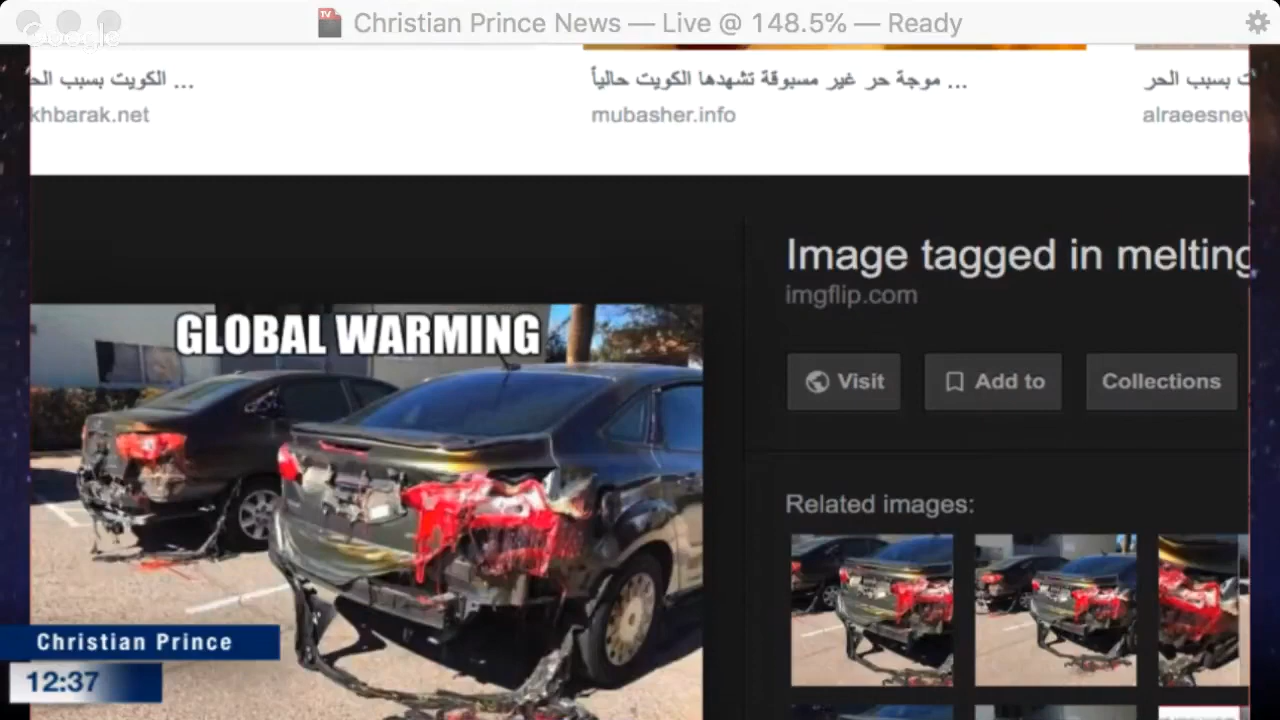 Christian Prince News — Live @ 148.5% — Ready
Google
الكويت بسبب الح ...
khbarak.net
موجة حر غير مسبوقة تشهدها الكويت حالياً ...
mubasher.info
ت بسبب الحر
alraeesnew
Image tagged in melting
imgflip.com
Visit
Add to
Collections
Related images:
GLOBAL WARMING
Christian Prince
12:37